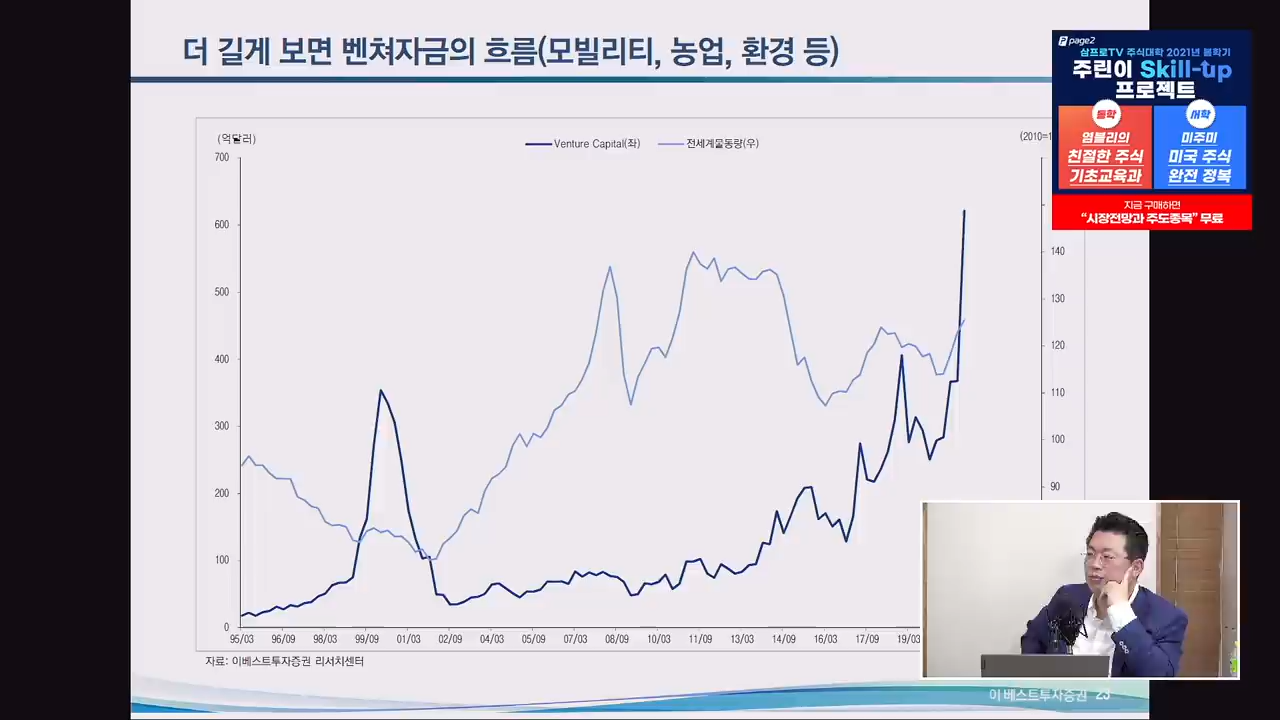 더 길게 보면 벤쳐자금의 흐름(모빌리티, 농업, 환경 등)
page2
삼프로TV 주식대학 2021년 봄학기
주린이 Skill-up
프로젝트
동학
염블리의
친절한 주식
기초교육과
서학
미주미
미국 주식
완전 정복
지금 구매하면
"시장전망과 주도종목" 무료
(억달러)
Venture Capital(좌)
전세계물동량(우)
(2010=1
700
600
500
400
300
200
100
0
140
130
120
110
100
90
95/03 96/09 98/03 99/09 01/03 02/09 04/03 05/09 07/03 08/09 10/03 11/09 13/03 14/09 16/03 17/09 19/03
자료: 이베스트투자증권 리서치센터
이베스트투자증권 23